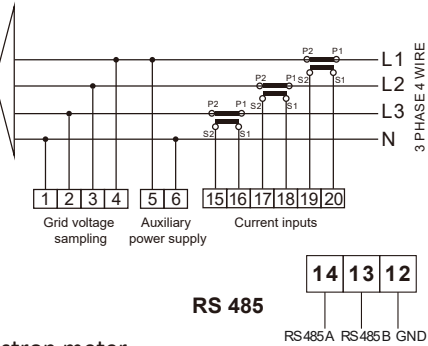 P2 P1 L1
P2 P1 S2 S1 L2
P2 P1 S2 S1 L3
S2 S1 N
3 PHASE 4 WIRE
1 2 3 4 5 6 15 16 17 18 19 20
Grid voltage sampling
Auxiliary power supply
Current inputs
RS 485
14 13 12
RS485A RS485B GND